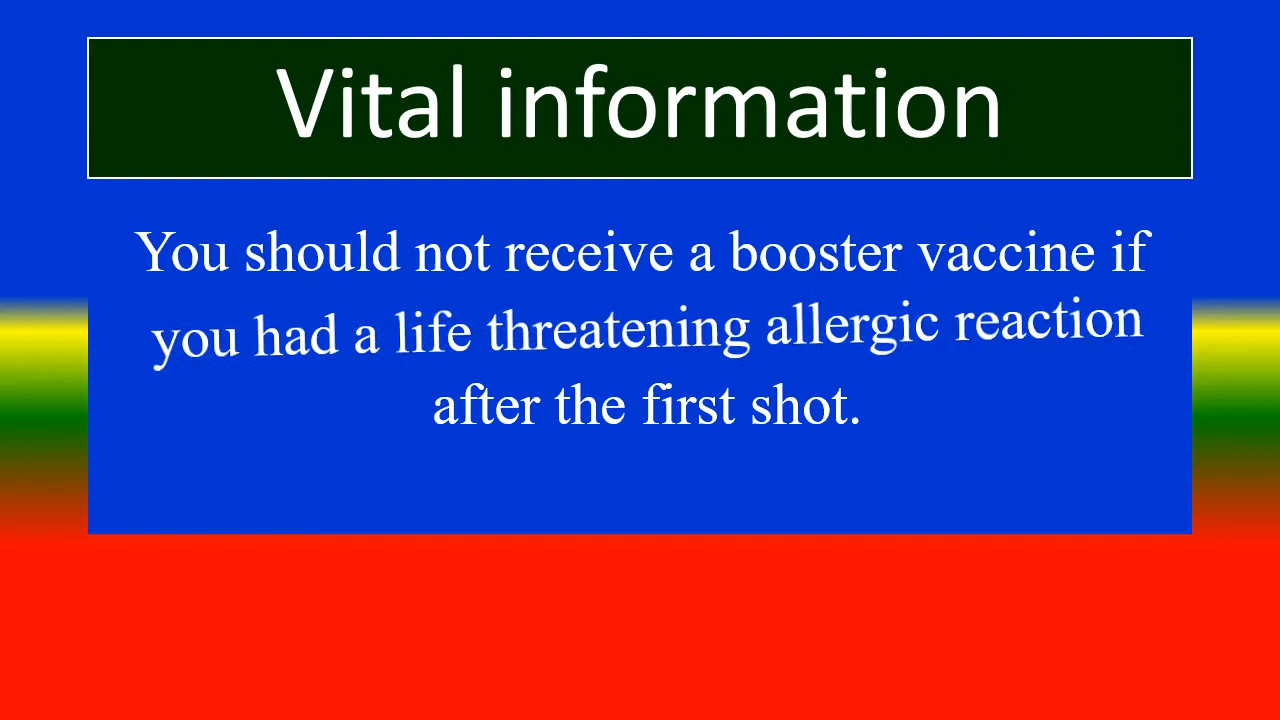 Vital information
You should not receive a booster vaccine if
you had a life threatening allergic reaction
after the first shot.